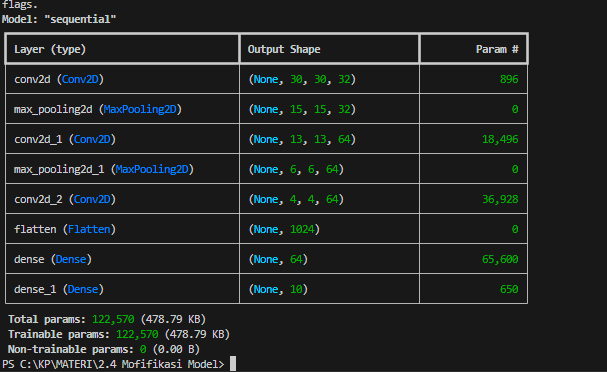 flags.
Model: "sequential"
Layer (type) Output Shape Param #
conv2d (Conv2D) (None, 30, 30, 32) 896
max_pooling2d (MaxPooling2D) (None, 15, 15, 32) 0
conv2d_1 (Conv2D) (None, 13, 13, 64) 18,496
max_pooling2d_1 (MaxPooling2D) (None, 6, 6, 64) 0
conv2d_2 (Conv2D) (None, 4, 4, 64) 36,928
flatten (Flatten) (None, 1024) 0
dense (Dense) (None, 64) 65,600
dense_1 (Dense) (None, 10) 650
Total params: 122,570 (478.79 KB)
Trainable params: 122,570 (478.79 KB)
Non-trainable params: 0 (0.00 B)
PS C:\KP\MATERI\2.4 Mofifikasi Model>